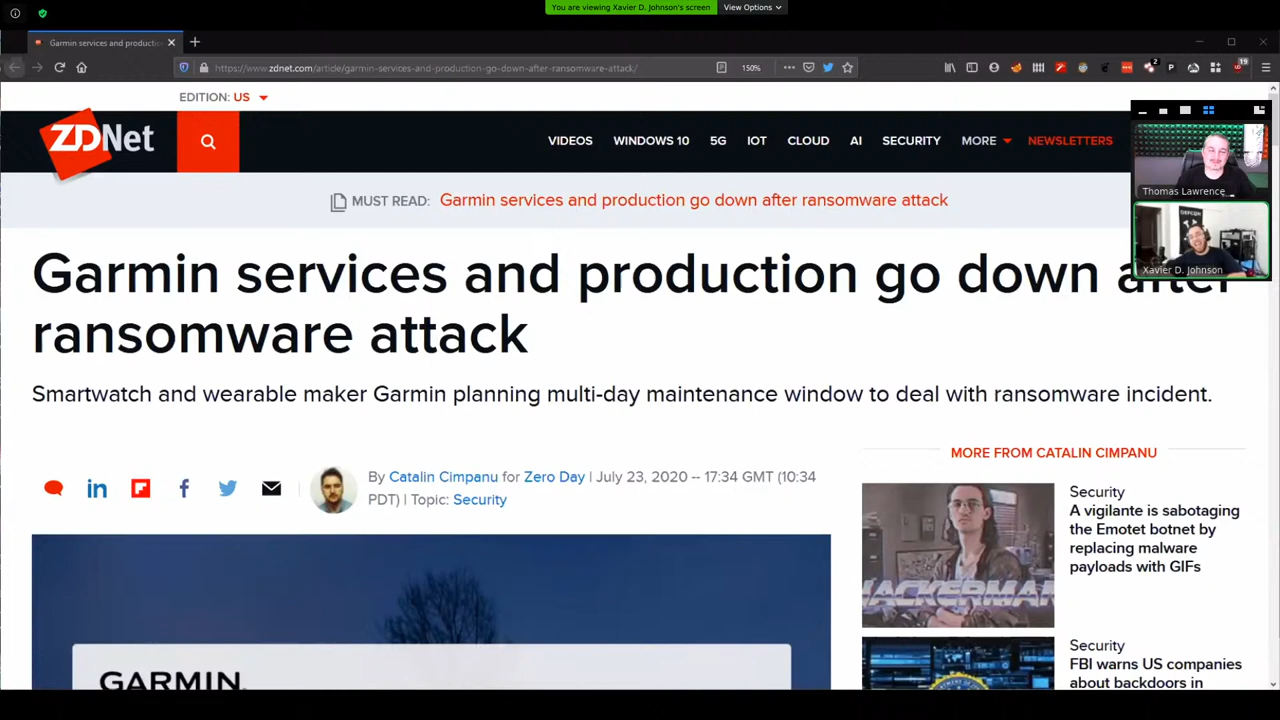 You are viewing Xavier D. Johnson's screen
View Options
Garmin services and producti
https://www.zdnet.com/article/garmin-services-and-production-go-down-after-ransomware-attack/
150%
2
19
EDITION: US
ZDNet
VIDEOS WINDOWS 10 5G IOT CLOUD AI SECURITY MORE NEWSLETTERS
MUST READ: Garmin services and production go down after ransomware attack
Thomas Lawrence
DEFCON
Xavier D. Johnson
Garmin services and production go down after
ransomware attack
Smartwatch and wearable maker Garmin planning multi-day maintenance window to deal with ransomware incident.
By Catalin Cimpanu for Zero Day | July 23, 2020 -- 17:34 GMT (10:34
PDT) | Topic: Security
MORE FROM CATALIN CIMPANU
Security
A vigilante is sabotaging
the Emotet botnet by
replacing malware
payloads with GIFs
HACKERMAN
Security
FBI warns US companies
about backdoors in
GARMIN.